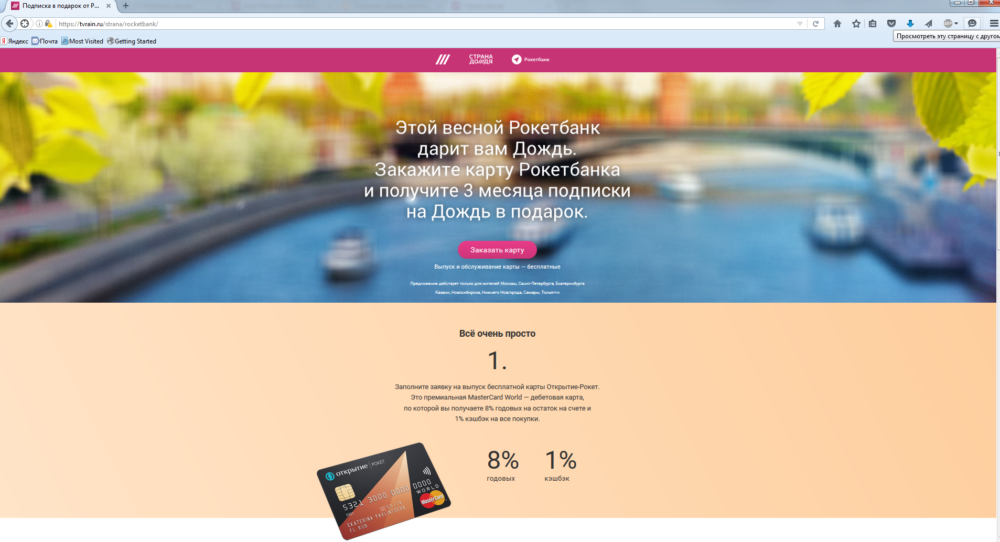 Подписка в подарок от Р...
https://tvrain.ru/strana/rocketbank/
ABP
Яндекс Почта Most Visited Getting Started
Просмотреть эту страницу с другом
СТРАНА
ДО///ДЯ
Рокетбанк
Этой весной Рокетбанк
дарит вам Дождь.
Закажите карту Рокетбанка
и получите 3 месяца подписки
на Дождь в подарок.
Заказать карту
Выпуск и обслуживание карты — бесплатные
Предложение действует только для жителей Москвы, Санкт-Петербурга, Екатеринбурга
Казани, Новосибирска, Нижнего Новгорода, Самары, Тольятти
Всё очень просто
1.
Заполните заявку на выпуск бесплатной карты Открытие-Рокет.
Это премиальная MasterCard World — дебетовая карта,
по которой вы получаете 8% годовых на остаток на счете и
1% кэшбэк на все покупки.
8%
годовых
1%
кэшбэк
ОТКРЫТИЕ РОКЕТ
5321 3000 0000 0000
WORLD
5321
03/19
MasterCard
EKATERINA PAVLINTSEVA
FL RUB